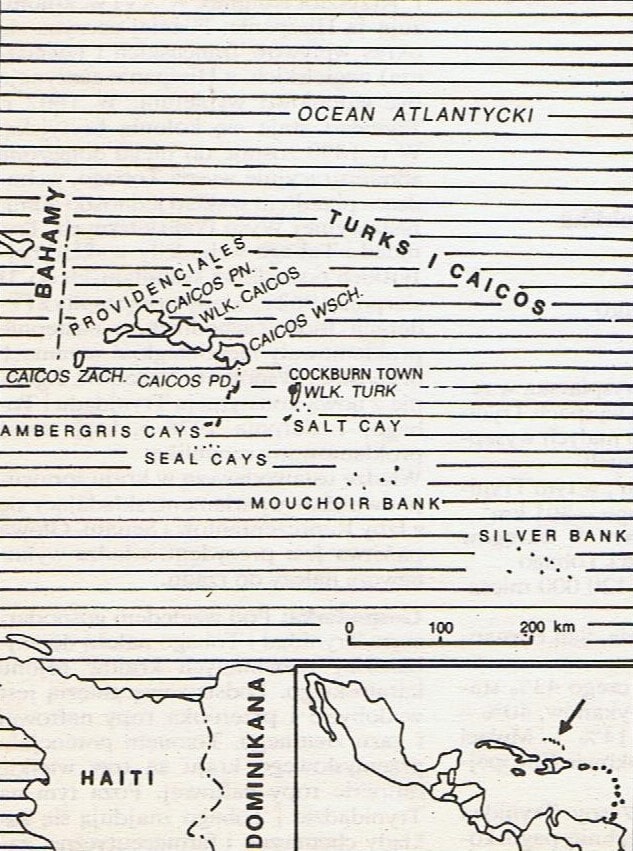 OCEAN ATLANTYCKI
BAHAMY
TURKS I CAICOS
PROVIDENCIALES
CAICOS PN.
WLK. CAICOS
CAICOS WSCH.
CAICOS ZACH.
CAICOS PD.
COCKBURN TOWN
WLK. TURK
AMBERGRIS CAYS
SALT CAY
SEAL CAYS
MOUCHOIR BANK
SILVER BANK
0 100 200 km
HAITI
DOMINIKANA